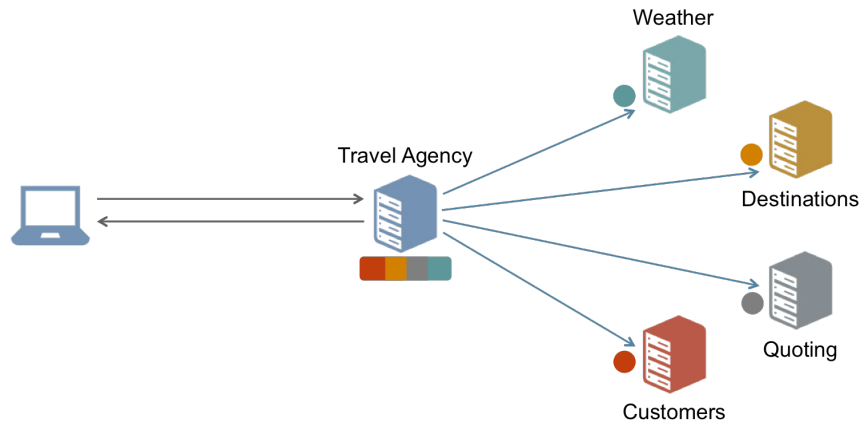 Weather
Travel Agency
Destinations
Quoting
Customers